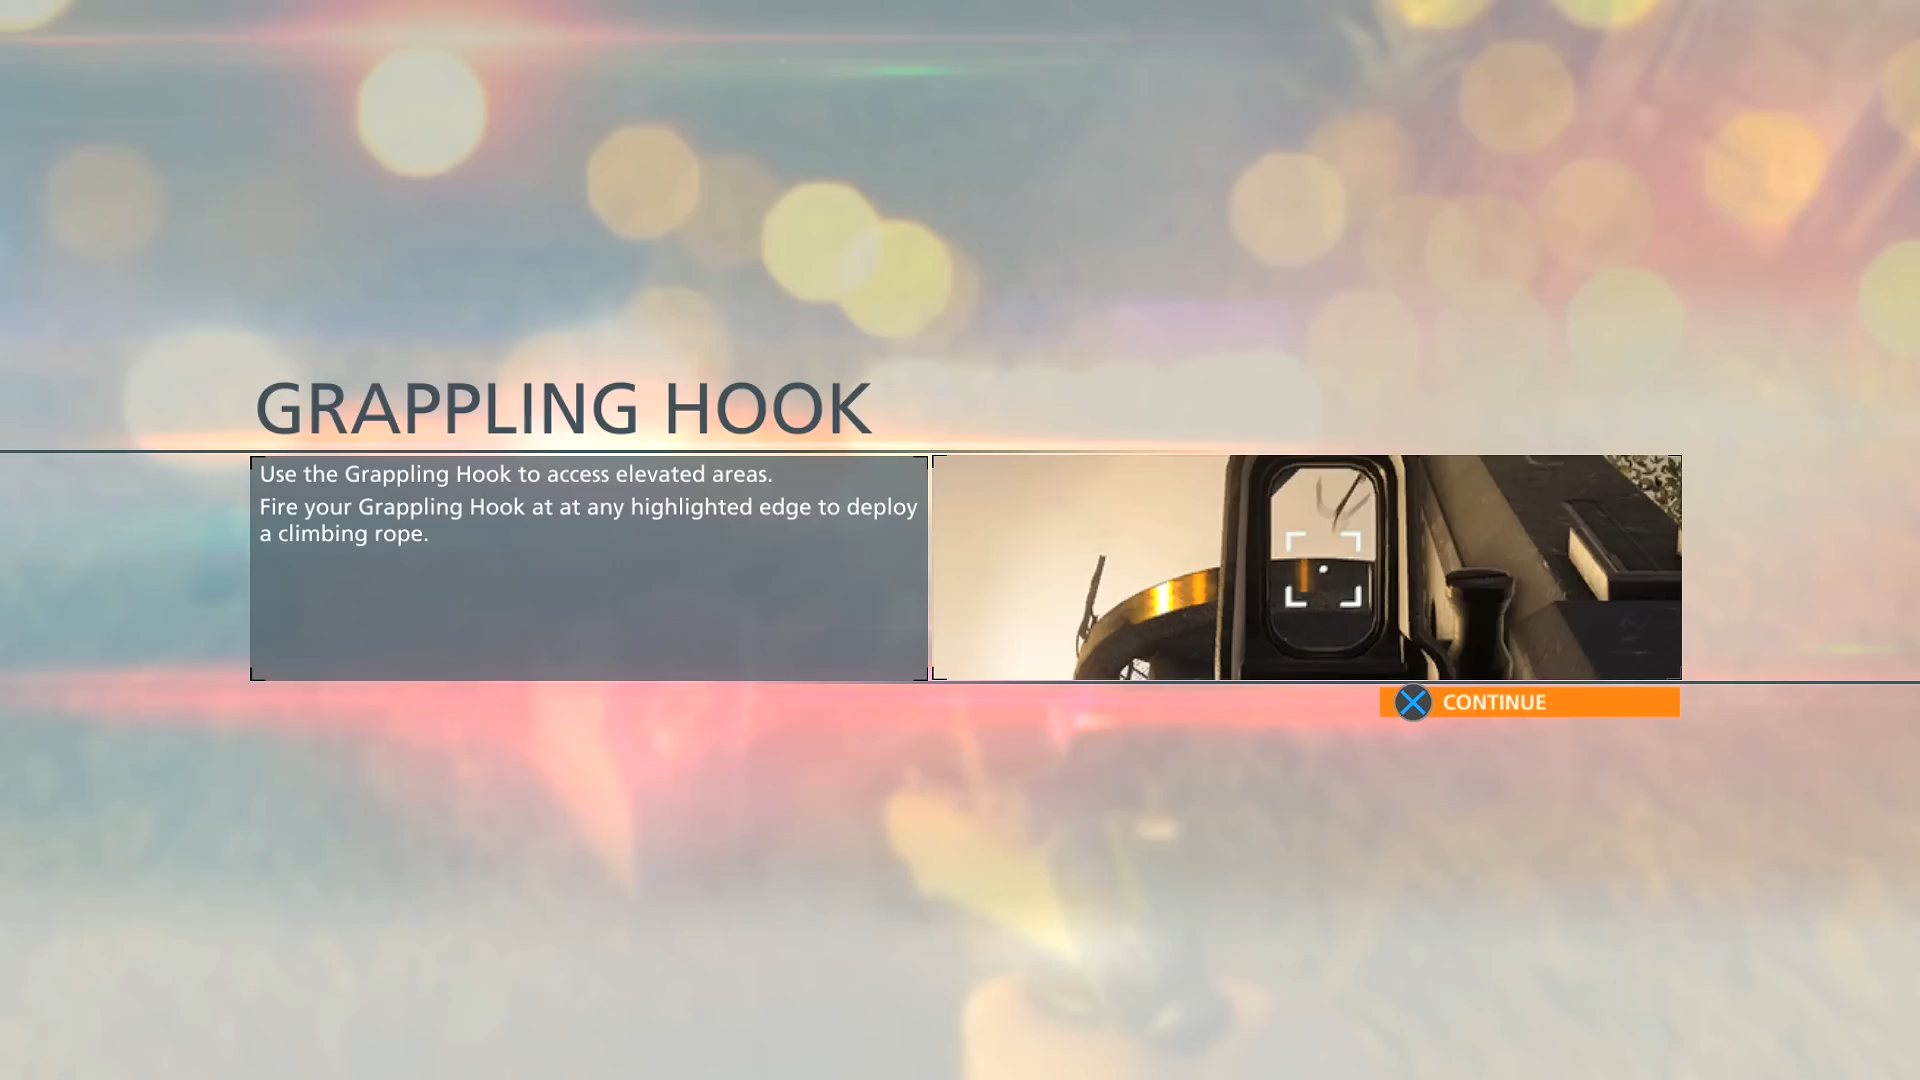 GRAPPLING HOOK
Use the Grappling Hook to access elevated areas.
Fire your Grappling Hook at at any highlighted edge to deploy
a climbing rope.
CONTINUE